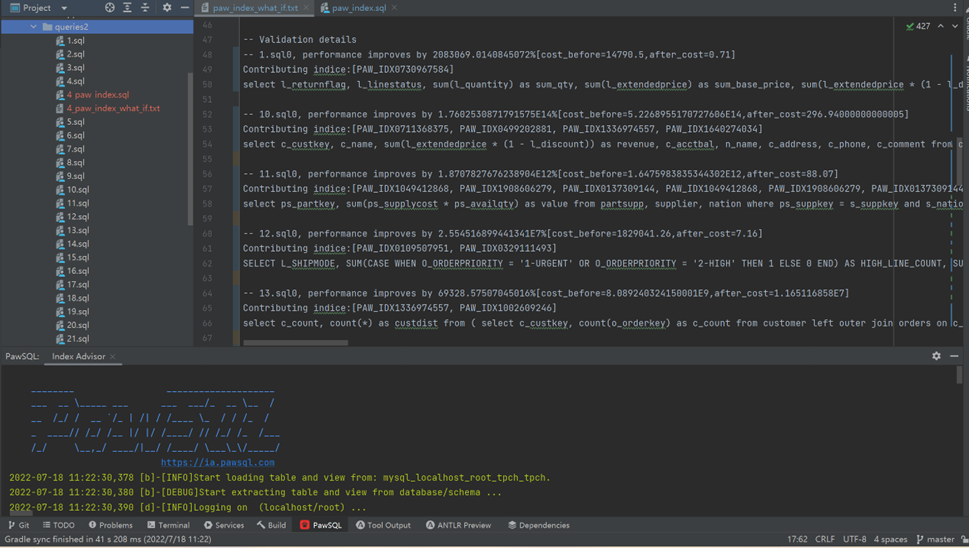 Project
paw_index_what_if.txt
paw_index.sql
queries2
1.sql
2.sql
3.sql
4.sql
4_paw_index.sql
4_paw_index_what_if.txt
5.sql
6.sql
7.sql
8.sql
9.sql
10.sql
11.sql
12.sql
13.sql
14.sql
15.sql
16.sql
17.sql
18.sql
19.sql
20.sql
21.sql
427
46
47 -- Validation details
48 -- 1.sql0, performance improves by 2083069.0140845072%[cost_before=14790.5,after_cost=0.71]
49 Contributing indice:[PAW_IDX0730967584]
50 select l_returnflag, l_linestatus, sum(l_quantity) as sum_qty, sum(l_extendedprice) as sum_base_price, sum(l_extendedprice * (1 - l_d
51
52 -- 10.sql0, performance improves by 1.7602530871791575E14%[cost_before=5.2268955170727606E14,after_cost=296.94000000000005]
53 Contributing indice:[PAW_IDX0711368375, PAW_IDX0499202881, PAW_IDX1336974557, PAW_IDX1640274034]
54 select c_custkey, c_name, sum(l_extendedprice * (1 - l_discount)) as revenue, c_acctbal, n_name, c_address, c_phone, c_comment from c
55
56 -- 11.sql0, performance improves by 1.8707827676238904E12%[cost_before=1.6475983835344302E12,after_cost=88.07]
57 Contributing indice:[PAW_IDX1049412868, PAW_IDX1908606279, PAW_IDX0137309144, PAW_IDX1049412868, PAW_IDX1908606279, PAW_IDX0137309144
58 select ps_partkey, sum(ps_supplycost * ps_availqty) as value from partsupp, supplier, nation where ps_suppkey = s_suppkey and s_natio
59
60 -- 12.sql0, performance improves by 2.554516899441341E7%[cost_before=1829041.26,after_cost=7.16]
61 Contributing indice:[PAW_IDX0109507951, PAW_IDX0329111493]
62 SELECT L_SHIPMODE, SUM(CASE WHEN O_ORDERPRIORITY = '1-URGENT' OR O_ORDERPRIORITY = '2-HIGH' THEN 1 ELSE 0 END) AS HIGH_LINE_COUNT, SU
63
64 -- 13.sql0, performance improves by 69328.57507045016%[cost_before=8.089240324150001E9,after_cost=1.165116858E7]
65 Contributing indice:[PAW_IDX1336974557, PAW_IDX1002609246]
66 select c_count, count(*) as custdist from ( select c_custkey, count(o_orderkey) as c_count from customer left outer join orders on c_
67
PawSQL: Index Advisor
https://ia.pawsql.com
2022-07-18 11:22:30,378 [b]-[INFO]Start loading table and view from: mysql_localhost_root_tpch_tpch.
2022-07-18 11:22:30,380 [b]-[DEBUG]Start extracting table and view from database/schema ...
2022-07-18 11:22:30,390 [d]-[INFO]Logging on (localhost/root) ...
Git TODO Problems Terminal Services Build PawSQL Tool Output ANTLR Preview Dependencies
Gradle sync finished in 41 s 208 ms (2022/7/18 11:22) 17:62 CRLF UTF-8 4 spaces master